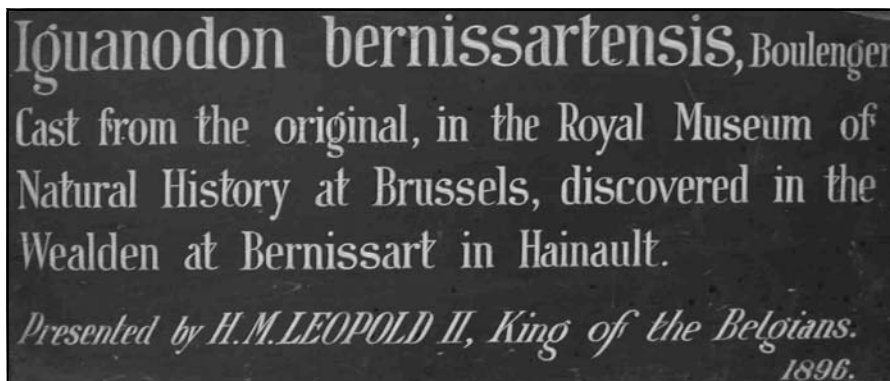 Iguanodon bernissartensis, Boulenger
Cast from the original, in the Royal Museum of
Natural History at Brussels, discovered in the
Wealden at Bernissart in Hainault.
Presented by H.M.LEOPOLD II, King of the Belgians.
1896.